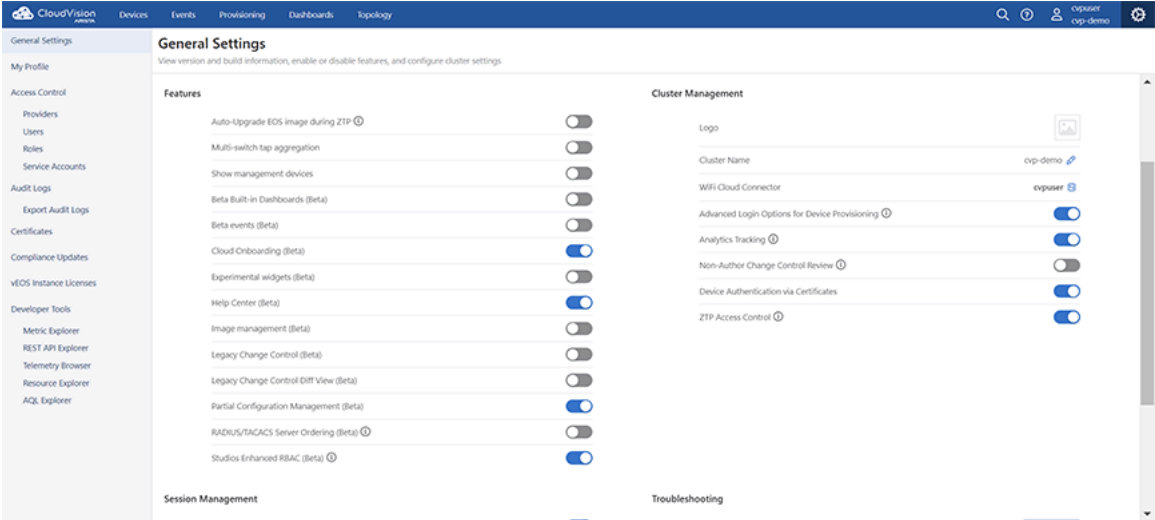 CloudVision Devices Events Provisioning Dashboards Topology cvpuser
ARISTA cvp-demo
General Settings
My Profile
Access Control
Providers
Users
Roles
Service Accounts
Audit Logs
Export Audit Logs
Certificates
Compliance Updates
vEOS Instance Licenses
Developer Tools
Metric Explorer
REST API Explorer
Telemetry Browser
Resource Explorer
AQL Explorer
General Settings
View version and build information, enable or disable features, and configure cluster settings
Features
Auto-Upgrade EOS image during ZTP
Multi-switch tap aggregation
Show management devices
Beta Built-in Dashboards (Beta)
Beta events (Beta)
Cloud Onboarding (Beta)
Experimental widgets (Beta)
Help Center (Beta)
Image management (Beta)
Legacy Change Control (Beta)
Legacy Change Control Diff View (Beta)
Partial Configuration Management (Beta)
RADIUS/TACACS Server Ordering (Beta)
Studios Enhanced RBAC (Beta)
Session Management
Cluster Management
Logo
Cluster Name cvp-demo
WiFi Cloud Connector cvpuser
Advanced Login Options for Device Provisioning
Analytics Tracking
Non-Author Change Control Review
Device Authentication via Certificates
ZTP Access Control
Troubleshooting